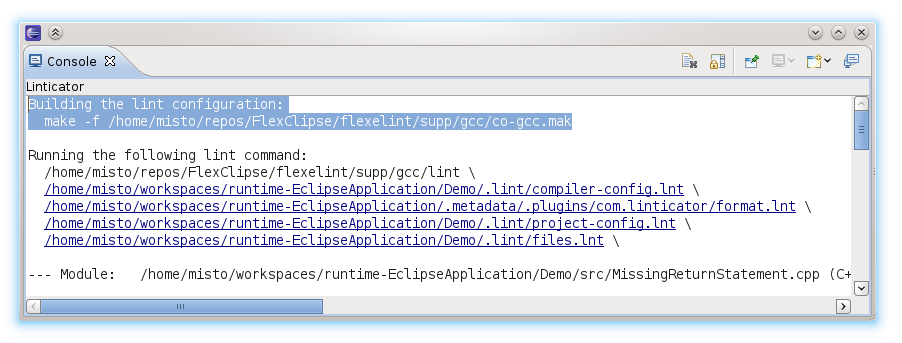 Console
Linticator
Building the lint configuration:
make -f /home/misto/repos/FlexClipse/flexelint/supp/gcc/co-gcc.mak
Running the following lint command:
/home/misto/repos/FlexClipse/flexelint/supp/gcc/lint \
/home/misto/workspaces/runtime-EclipseApplication/Demo/.lint/compiler-config.lnt \
/home/misto/workspaces/runtime-EclipseApplication/.metadata/.plugins/com.linticator/format.lnt \
/home/misto/workspaces/runtime-EclipseApplication/Demo/.lint/project-config.lnt \
/home/misto/workspaces/runtime-EclipseApplication/Demo/.lint/files.lnt \
--- Module: /home/misto/workspaces/runtime-EclipseApplication/Demo/src/MissingReturnStatement.cpp (C+